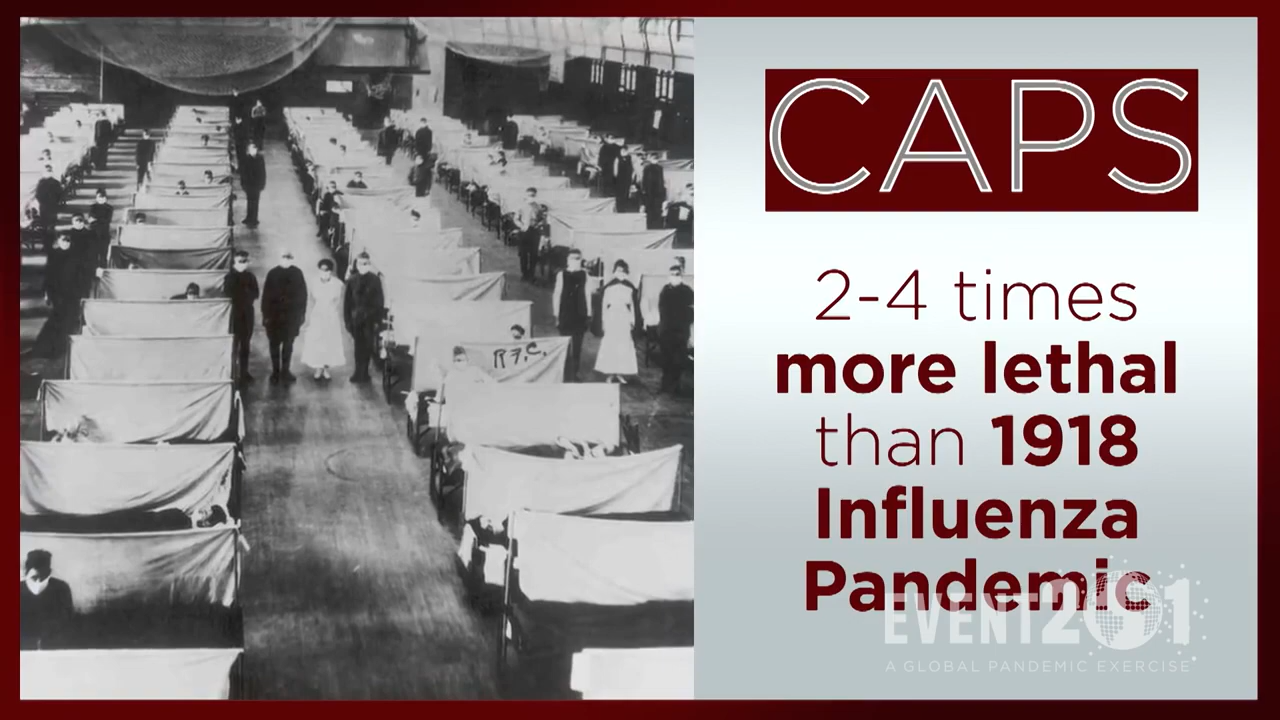 CAPS
2-4 times
more lethal
than 1918
Influenza
Pandemic
EVENT201
A GLOBAL PANDEMIC EXERCISE
R.F.C.